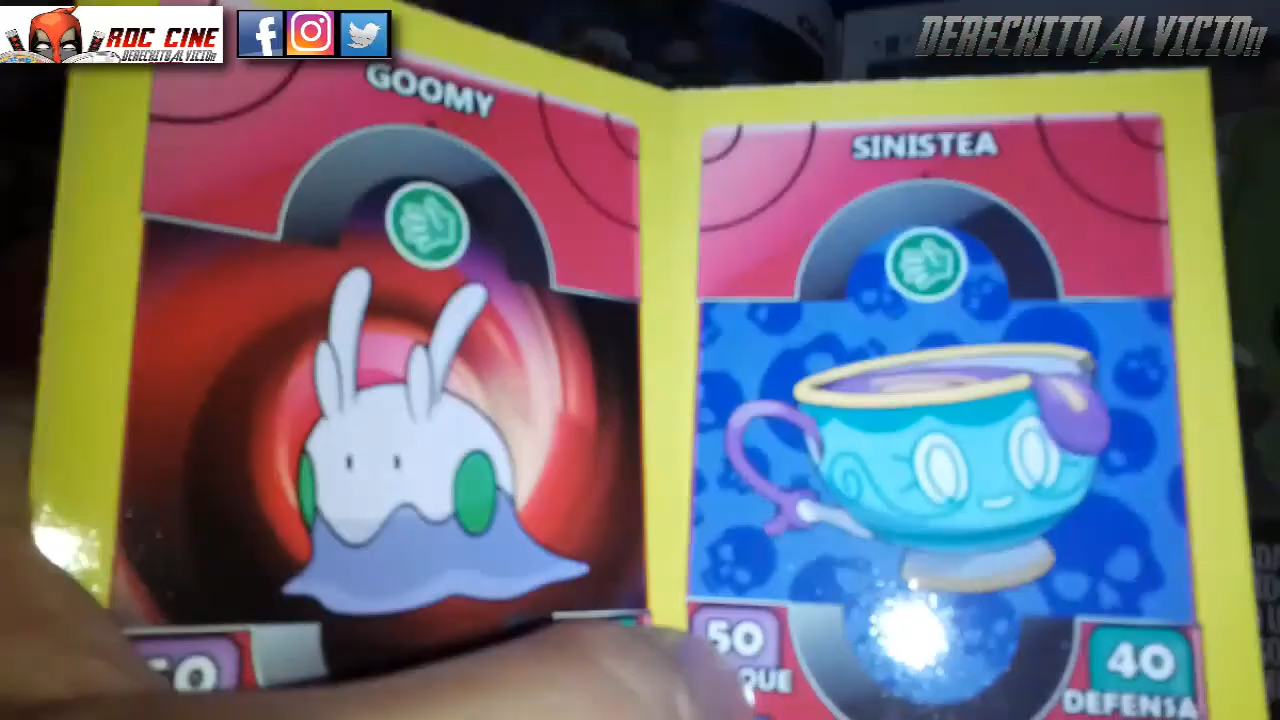 ROC CINE
DERECHITO AL VICIO!!
DERECHITO AL VICIO!!
GOOMY
SINISTEA
50
40
DEFENSA